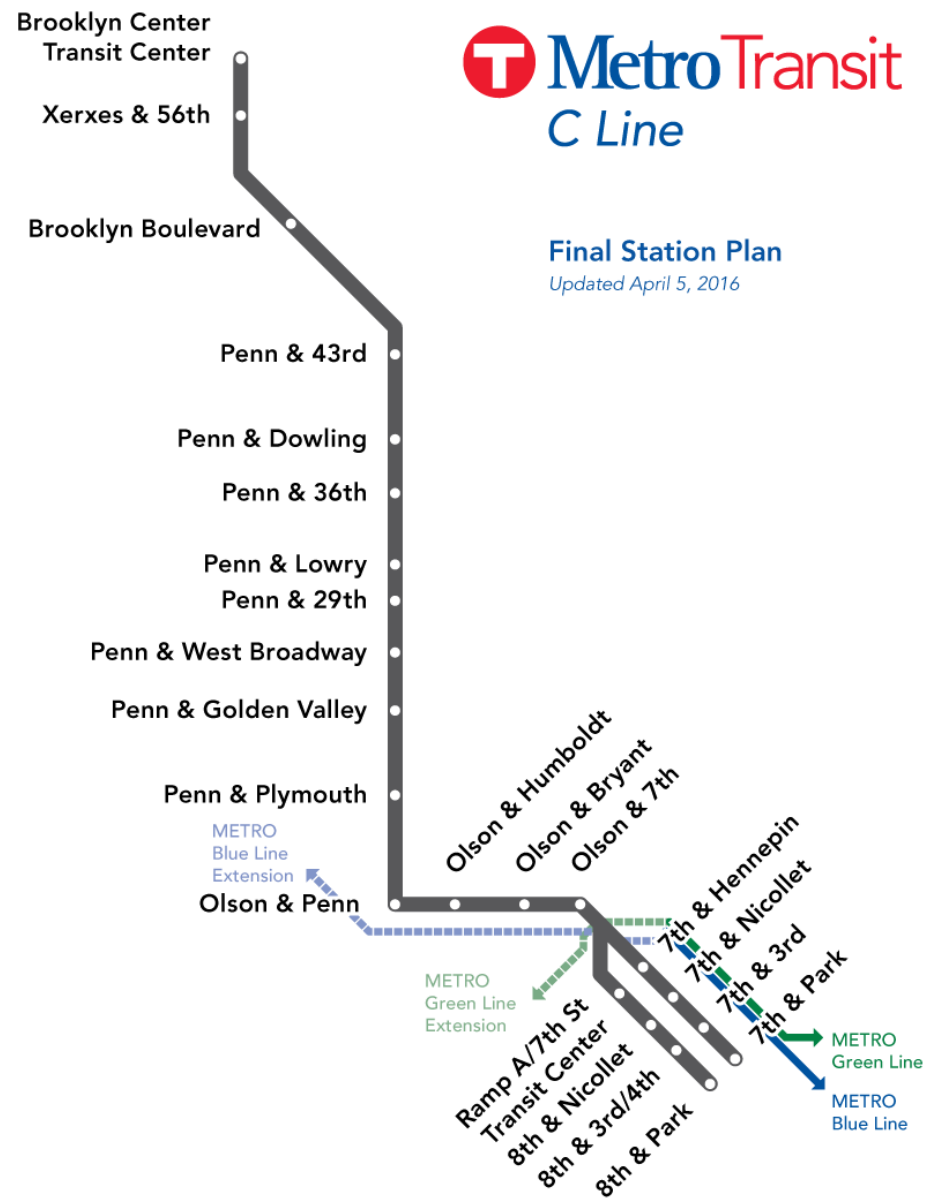 Brooklyn Center
Transit Center
Xerxes & 56th
Brooklyn Boulevard
T MetroTransit
C Line
Final Station Plan
Updated April 5, 2016
Penn & 43rd
Penn & Dowling
Penn & 36th
Penn & Lowry
Penn & 29th
Penn & West Broadway
Penn & Golden Valley
Penn & Plymouth
METRO
Blue Line
Extension
Olson & Penn
Olson & Humboldt
Olson & Bryant
Olson & 7th
7th & Hennepin
7th & Nicollet
7th & 3rd
7th & Park
METRO
Green Line
Extension
Ramp A/7th St
Transit Center
8th & Nicollet
8th & 3rd/4th
8th & Park
METRO
Green Line
METRO
Blue Line